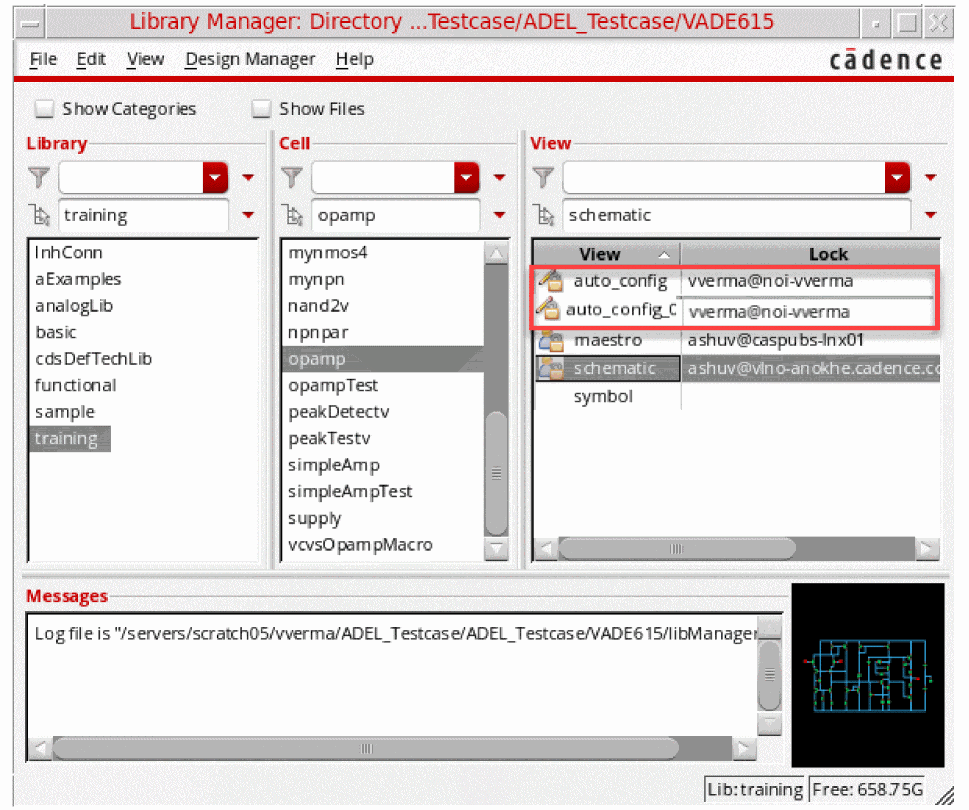 Library Manager: Directory ...Testcase/ADEL_Testcase/VADE615
File Edit View Design Manager Help
cādence
Show Categories Show Files
Library Cell View
training opamp schematic
InhConn
aExamples
analogLib
basic
cdsDefTechLib
functional
sample
training
mynmos4
mynpn
nand2v
npnpar
opamp
opampTest
peakDetectv
peakTestv
simpleAmp
simpleAmpTest
supply
vcvsOpampMacro
View Lock
auto_config vverma@noi-vverma
auto_config_0 vverma@noi-vverma
maestro ashuv@caspubs-lnx01
schematic ashuv@vlno-anokhe.cadence.co
symbol
Messages
Log file is "/servers/scratch05/vverma/ADEL_Testcase/ADEL_Testcase/VADE615/libManager
Lib: training Free: 658.75G